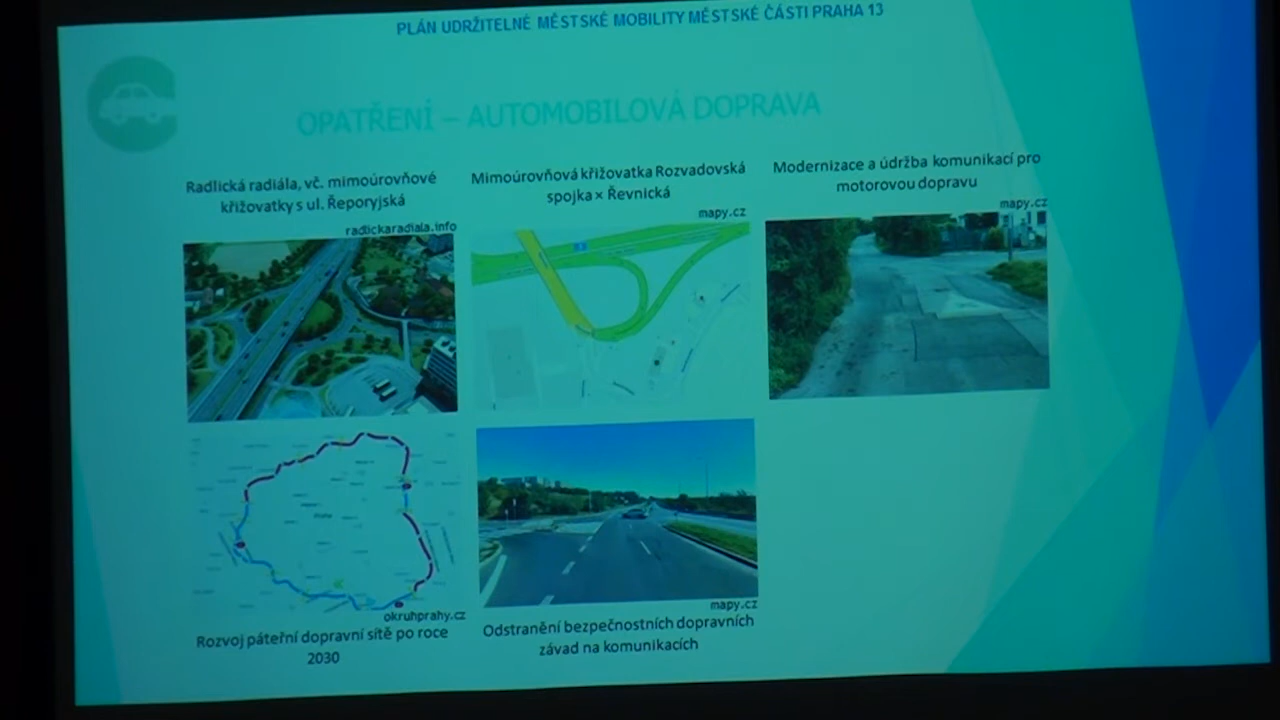 PLÁN UDRŽITELNÉ MĚSTSKÉ MOBILITY MĚSTSKÉ ČÁSTI PRAHA 13
OPATŘENÍ – AUTOMOBILOVÁ DOPRAVA
Radlická radiála, vč. mimoúrovňové
křižovatky s ul. Řeporyjská
radlickaradiala.info
Mimoúrovňová křižovatka Rozvadovská
spojka × Řevnická
mapy.cz
Modernizace a údržba komunikací pro
motorovou dopravu
mapy.cz
okruhprahy.cz
Rozvoj páteřní dopravní sítě po roce
2030
mapy.cz
Odstranění bezpečnostních dopravních
závad na komunikacích